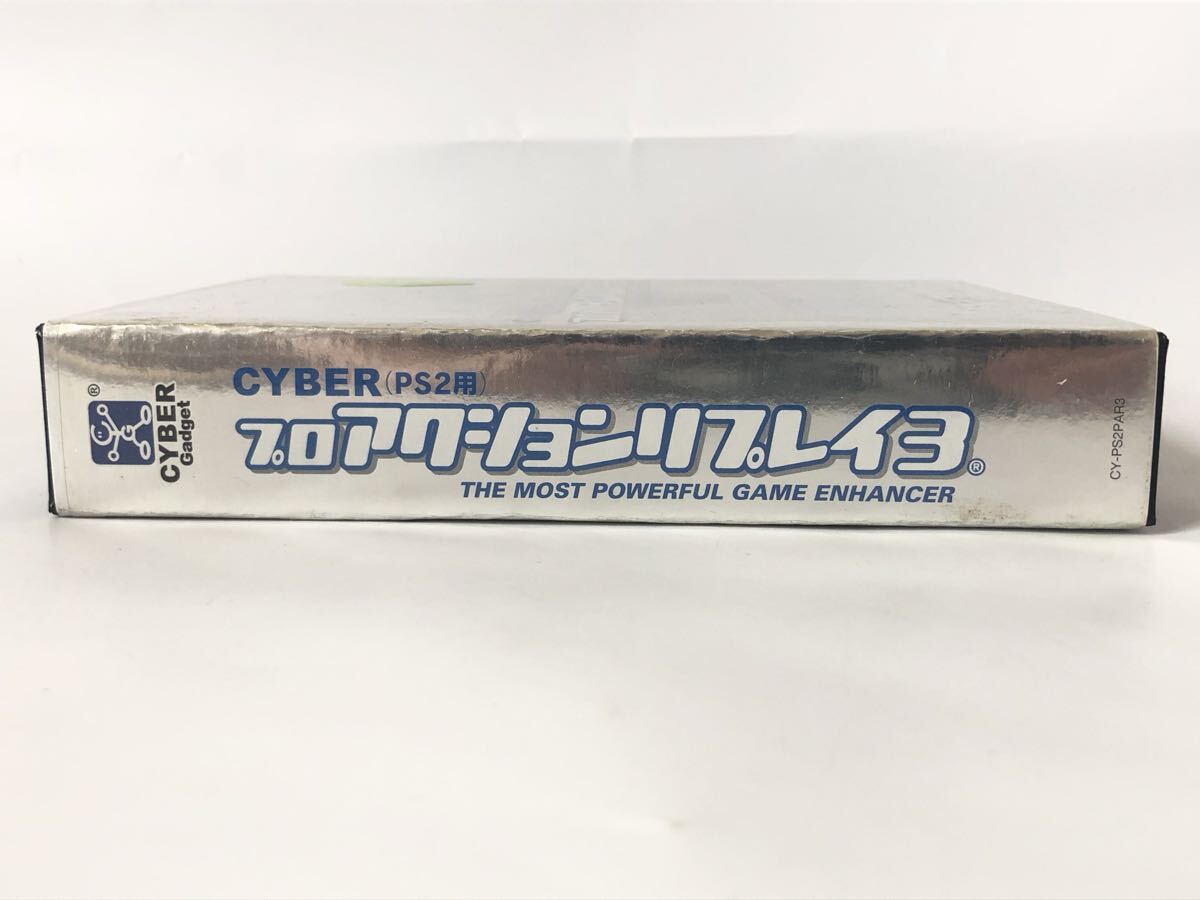 ®
CYBER
Gadget
CYBER(PS2用)
プロアクションリプレイ3®
THE MOST POWERFUL GAME ENHANCER
CY-PS2PAR3